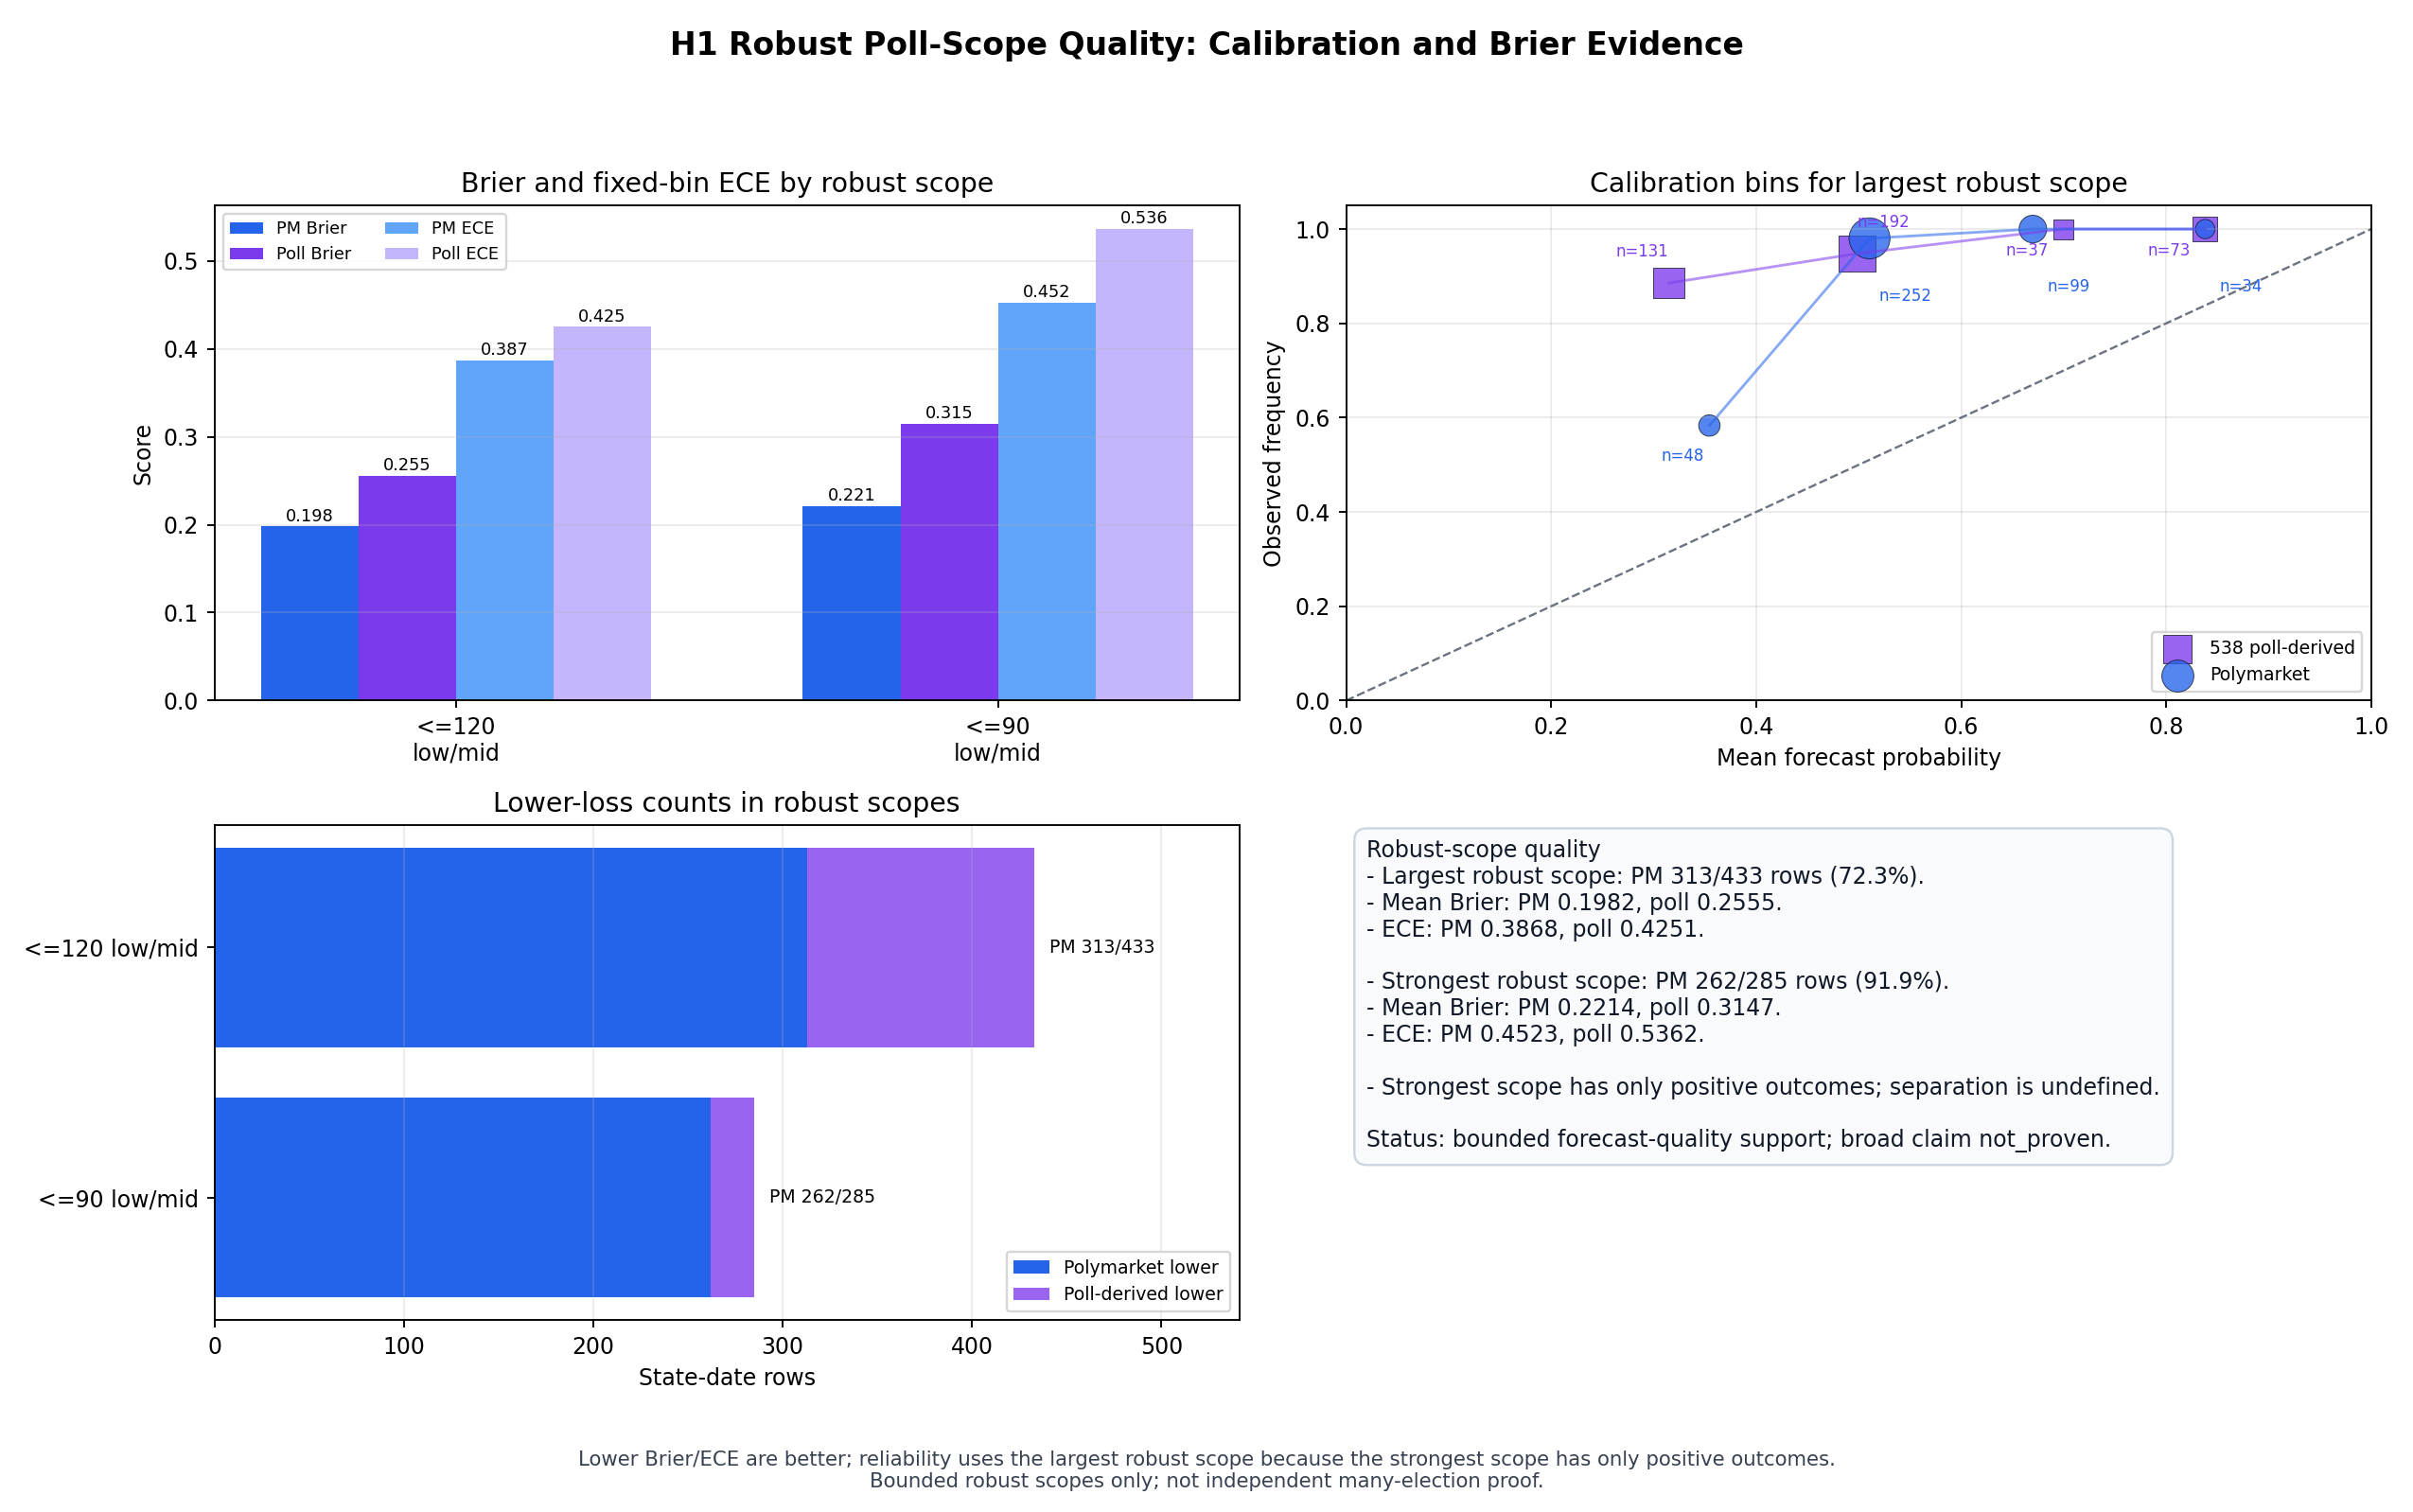 H1 Robust Poll-Scope Quality: Calibration and Brier Evidence
Brier and fixed-bin ECE by robust scope
PM Brier
Poll Brier
PM ECE
Poll ECE
Score
0.5
0.4
0.3
0.2
0.1
0.0
0.198
0.255
0.387
0.425
0.221
0.315
0.452
0.536
<=120
low/mid
<=90
low/mid
Calibration bins for largest robust scope
Observed frequency
1.0
0.8
0.6
0.4
0.2
0.0
n=131
n=192
n=37
n=73
n=48
n=252
n=99
n=34
538 poll-derived
Polymarket
0.0
0.2
0.4
0.6
0.8
1.0
Mean forecast probability
Lower-loss counts in robust scopes
<=120 low/mid
PM 313/433
<=90 low/mid
PM 262/285
Polymarket lower
Poll-derived lower
0
100
200
300
400
500
State-date rows
Robust-scope quality
- Largest robust scope: PM 313/433 rows (72.3%).
- Mean Brier: PM 0.1982, poll 0.2555.
- ECE: PM 0.3868, poll 0.4251.
- Strongest robust scope: PM 262/285 rows (91.9%).
- Mean Brier: PM 0.2214, poll 0.3147.
- ECE: PM 0.4523, poll 0.5362.
- Strongest scope has only positive outcomes; separation is undefined.
Status: bounded forecast-quality support; broad claim not_proven.
Lower Brier/ECE are better; reliability uses the largest robust scope because the strongest scope has only positive outcomes.
Bounded robust scopes only; not independent many-election proof.